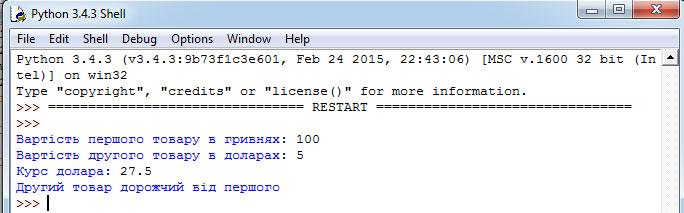 Python 3.4.3 Shell
File Edit Shell Debug Options Window Help
Python 3.4.3 (v3.4.3:9b73f1c3e601, Feb 24 2015, 22:43:06) [MSC v.1600 32 bit (In
tel)] on win32
Type "copyright", "credits" or "license()" for more information.
>>> ================================ RESTART ================================
>>>
Вартість першого товару в гривнях: 100
Вартість другого товару в доларах: 5
Курс долара: 27.5
Другий товар дорожчий від першого
>>>